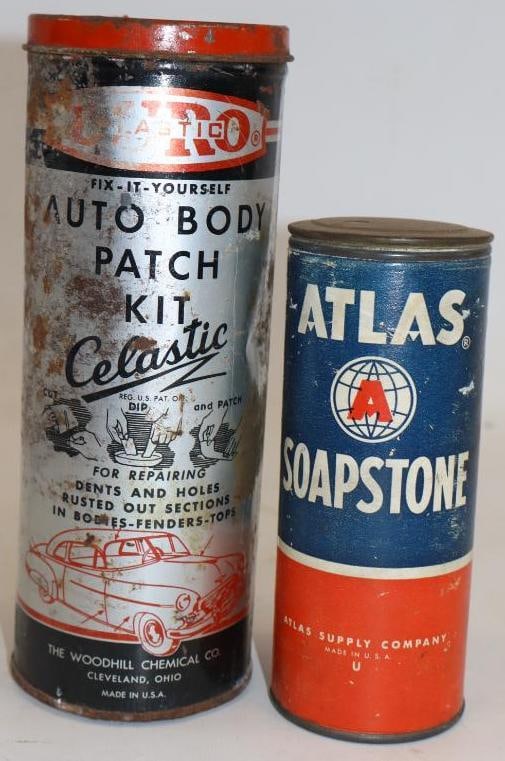 DURO
PLASTIC
®
FIX-IT-YOURSELF
AUTO BODY
PATCH
KIT
Celastic
REG. U.S. PAT. OFF.
CUT
DIP
and PATCH
FOR REPAIRING
DENTS AND HOLES
RUSTED OUT SECTIONS
IN BODIES-FENDERS-TOPS
THE WOODHILL CHEMICAL CO.
CLEVELAND, OHIO
MADE IN U.S.A.
ATLAS®
A
SOAPSTONE
ATLAS SUPPLY COMPANY
MADE IN U.S.A.
U